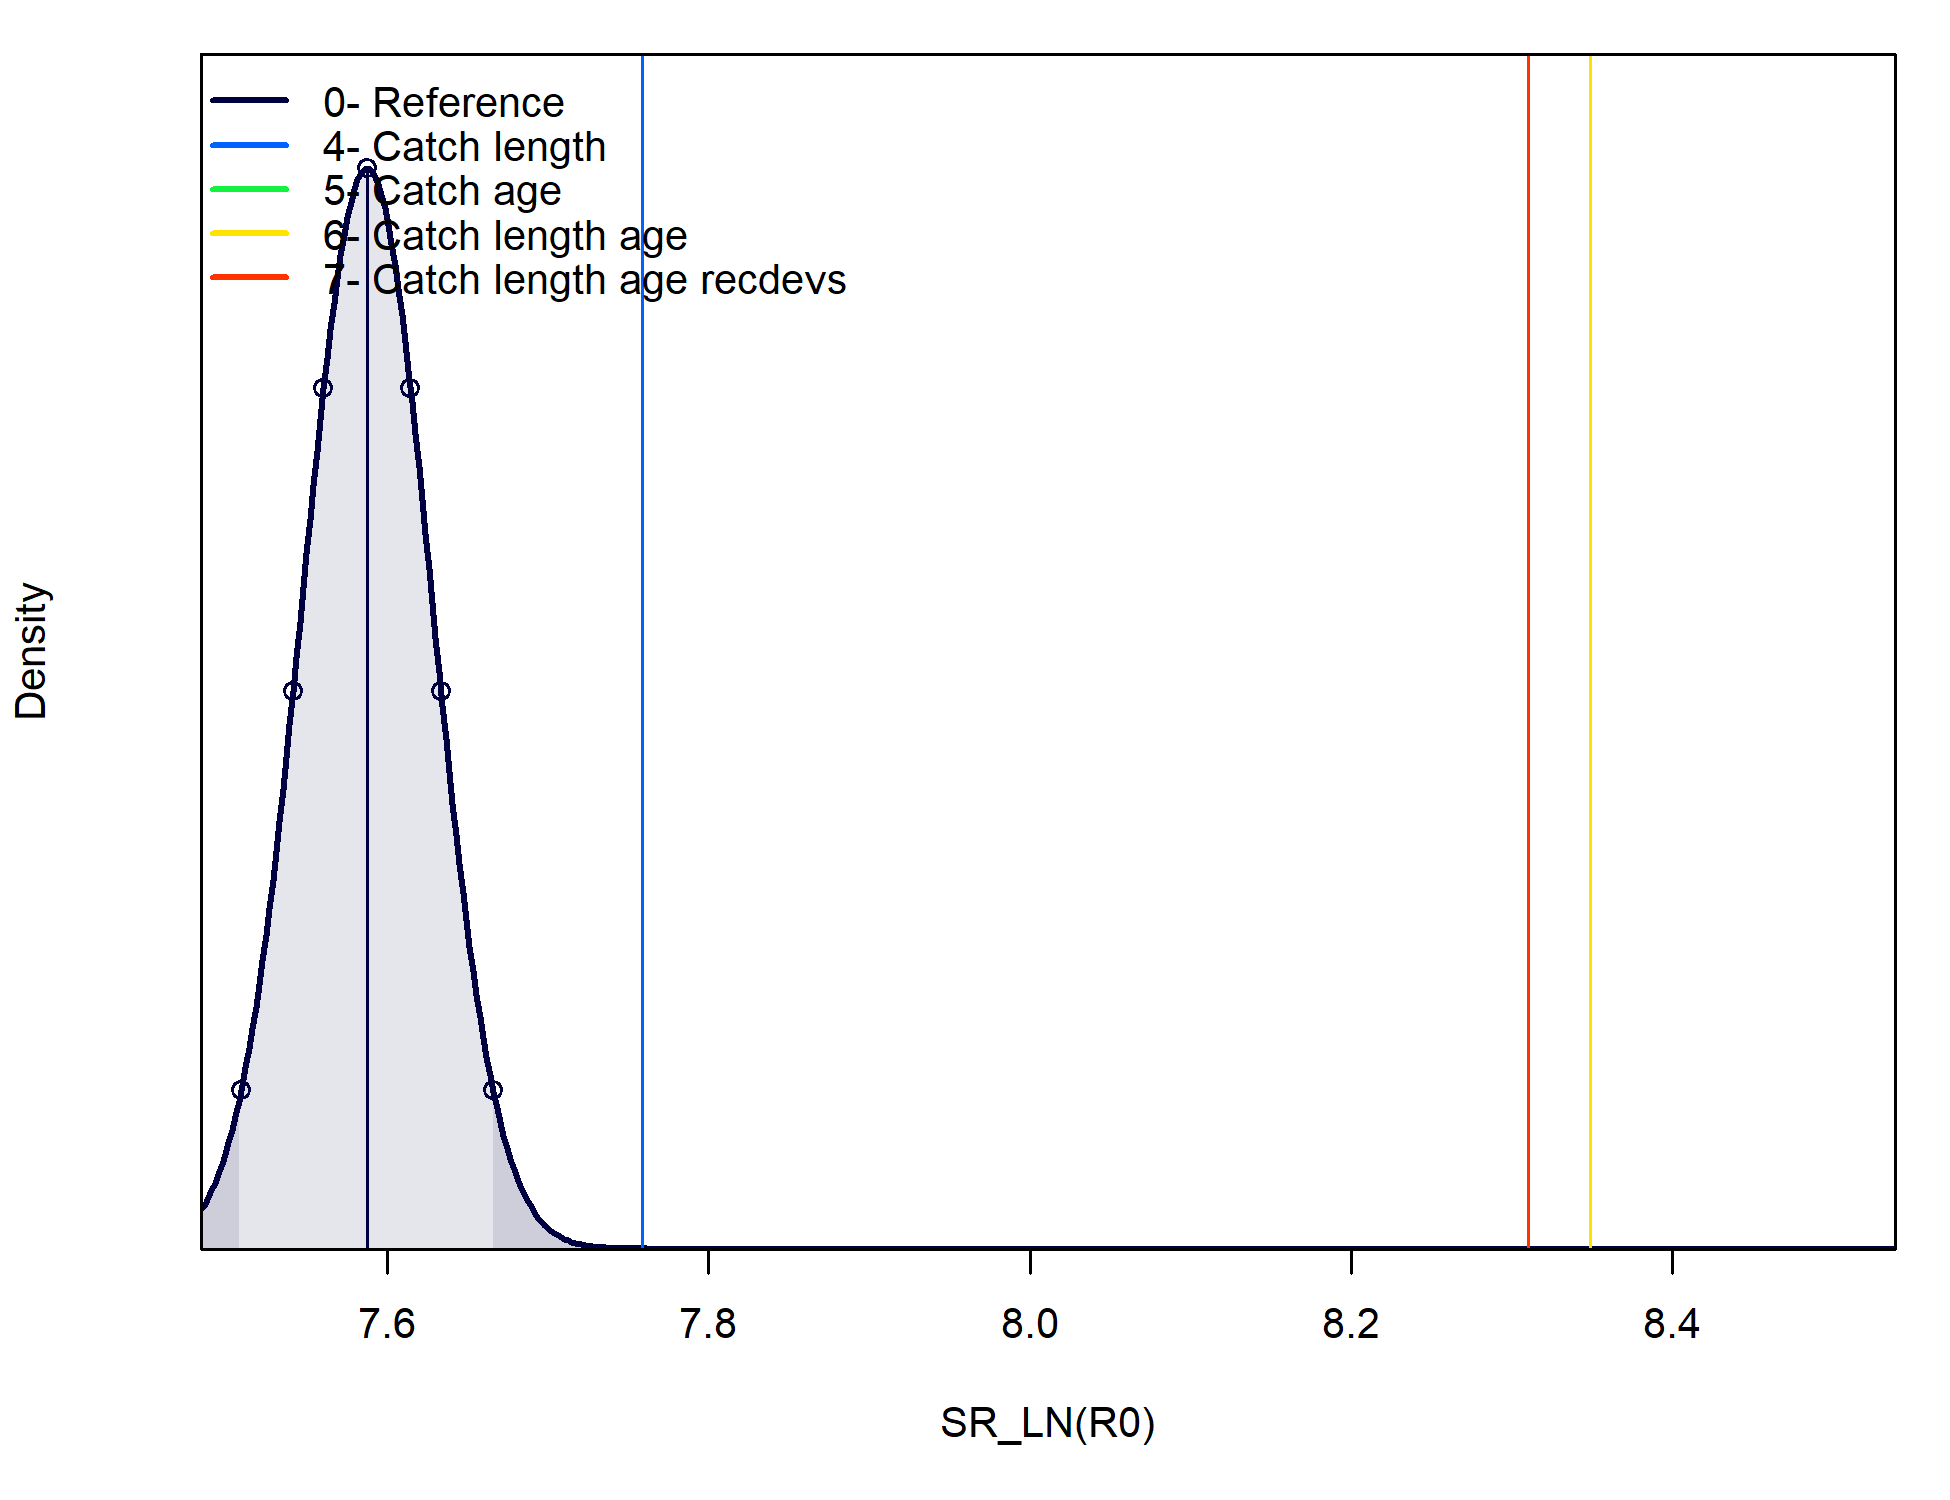 0- Reference
4- Catch length
5- Catch age
6- Catch length age
7- Catch length age recdevs
Density
7.6 7.8 8.0 8.2 8.4
SR_LN(R0)